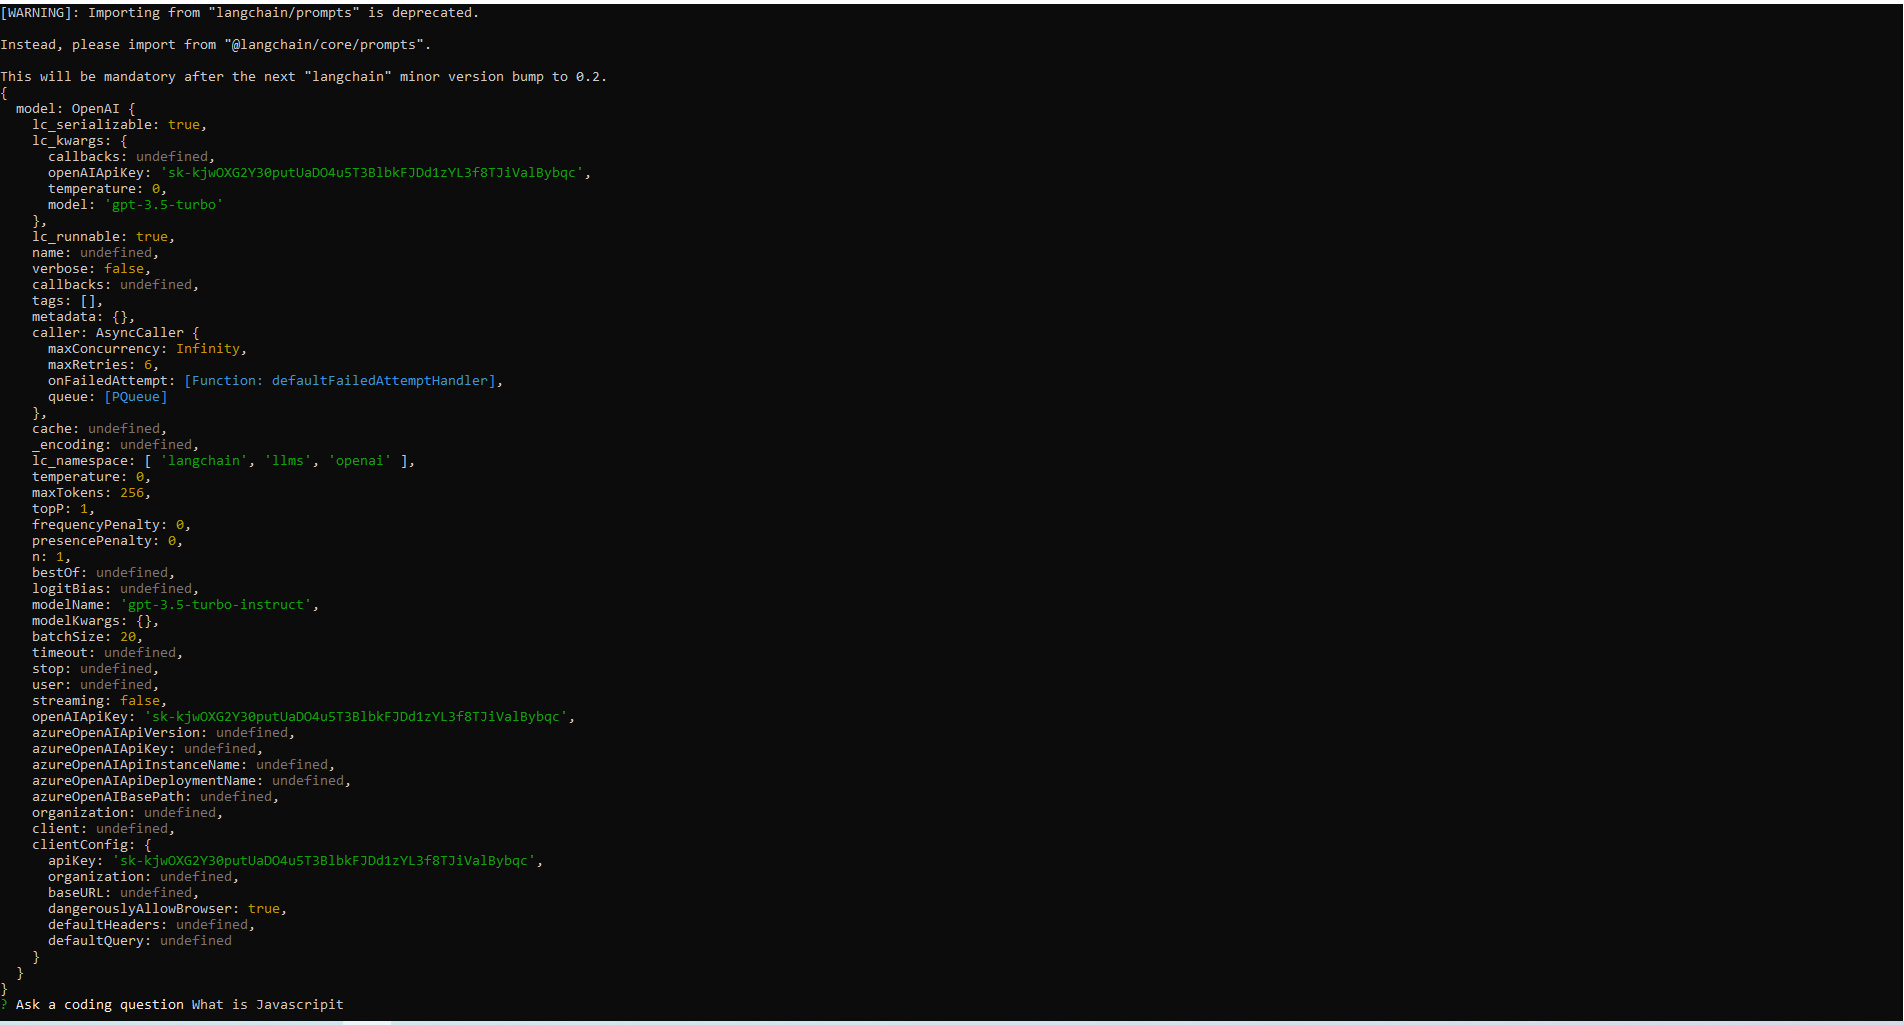 [WARNING]: Importing from "langchain/prompts" is deprecated.
Instead, please import from "@langchain/core/prompts".
This will be mandatory after the next "langchain" minor version bump to 0.2.
{
model: OpenAI {
lc_serializable: true,
lc_kwargs: {
callbacks: undefined,
openAIApiKey: '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',
temperature: 0,
model: 'gpt-3.5-turbo'
},
lc_runnable: true,
name: undefined,
verbose: false,
callbacks: undefined,
tags: [],
metadata: {},
caller: AsyncCaller {
maxConcurrency: Infinity,
maxRetries: 6,
onFailedAttempt: [Function: defaultFailedAttemptHandler],
queue: [PQueue]
},
cache: undefined,
_encoding: undefined,
lc_namespace: [ 'langchain', 'llms', 'openai' ],
temperature: 0,
maxTokens: 256,
topP: 1,
frequencyPenalty: 0,
presencePenalty: 0,
n: 1,
bestOf: undefined,
logitBias: undefined,
modelName: 'gpt-3.5-turbo-instruct',
modelKwargs: {},
batchSize: 20,
timeout: undefined,
stop: undefined,
user: undefined,
streaming: false,
openAIApiKey: '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',
azureOpenAIApiVersion: undefined,
azureOpenAIApiKey: undefined,
azureOpenAIApiInstanceName: undefined,
azureOpenAIApiDeploymentName: undefined,
azureOpenAIBasePath: undefined,
organization: undefined,
client: undefined,
clientConfig: {
apiKey: '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',
organization: undefined,
baseURL: undefined,
dangerouslyAllowBrowser: true,
defaultHeaders: undefined,
defaultQuery: undefined
}
}
}
? Ask a coding question What is Javascripit